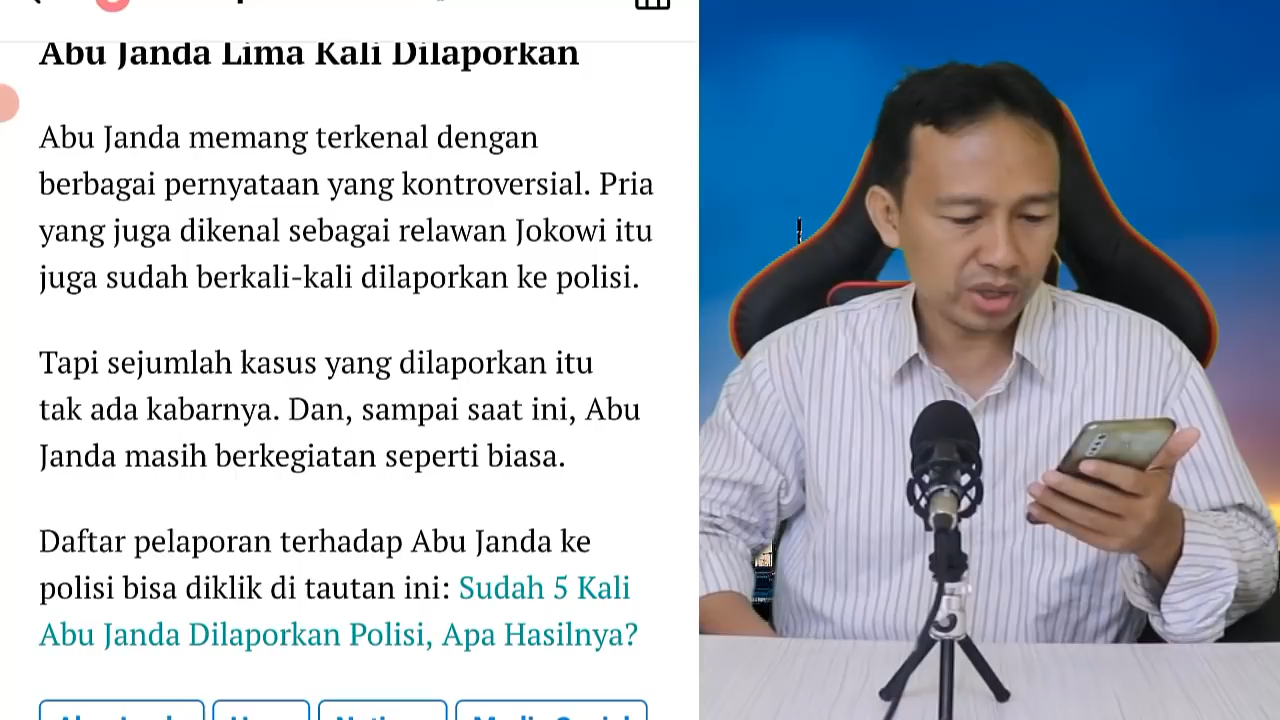 Abu Janda Lima Kali Dilaporkan
Abu Janda memang terkenal dengan
berbagai pernyataan yang kontroversial. Pria
yang juga dikenal sebagai relawan Jokowi itu
juga sudah berkali-kali dilaporkan ke polisi.
Tapi sejumlah kasus yang dilaporkan itu
tak ada kabarnya. Dan, sampai saat ini, Abu
Janda masih berkegiatan seperti biasa.
Daftar pelaporan terhadap Abu Janda ke
polisi bisa diklik di tautan ini: Sudah 5 Kali
Abu Janda Dilaporkan Polisi, Apa Hasilnya?